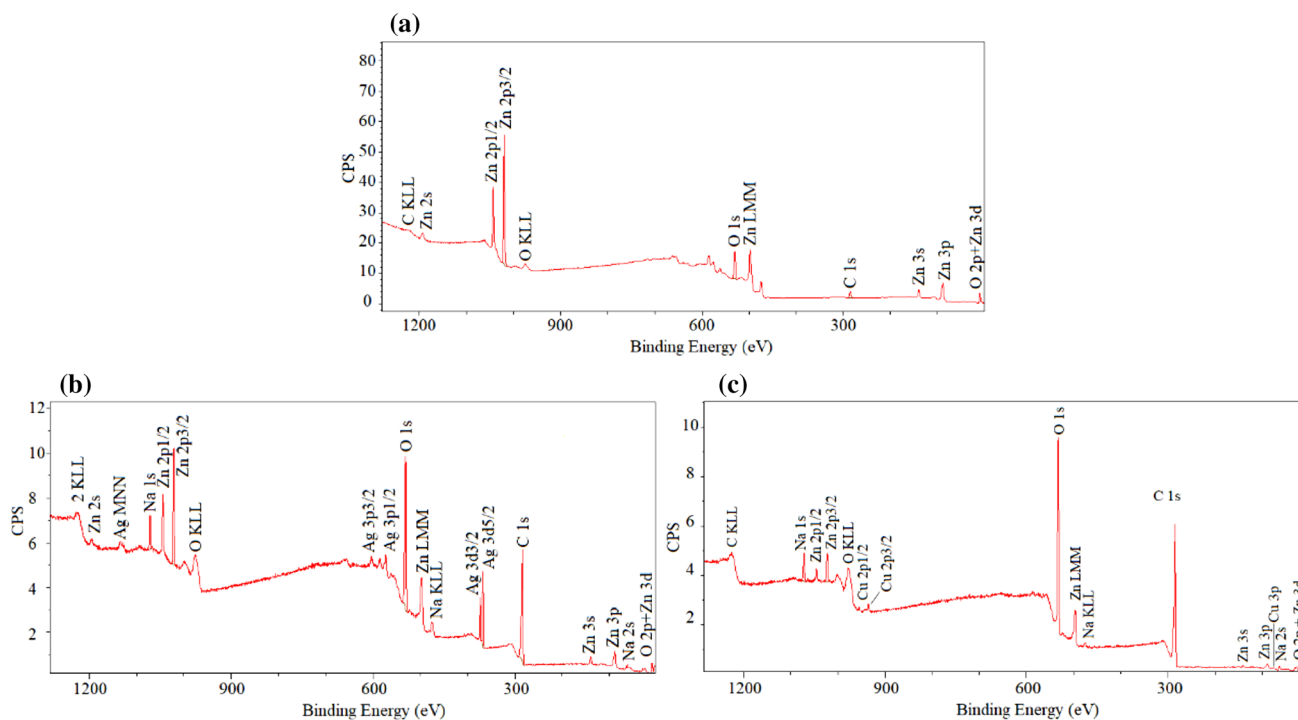 (a)
CPS
80
70
60
50
40
30
20
10
0
C KLL
Zn 2s
Zn 2p1/2
Zn 2p3/2
O KLL
O 1s
Zn LMM
C 1s
Zn 3s
Zn 3p
O 2p+Zn 3d
1200
900
600
300
Binding Energy (eV)
(b)
CPS
12
10
8
6
4
2
2 KLL
Zn 2s
Ag MNN
Na 1s
Zn 2p1/2
Zn 2p3/2
O KLL
Ag 3p3/2
Ag 3p1/2
O 1s
Zn LMM
Na KLL
Ag 3d3/2
Ag 3d5/2
C 1s
Zn 3s
Zn 3p
Na 2s
O 2p+Zn 3d
1200
900
600
300
Binding Energy (eV)
(c)
CPS
10
8
6
4
2
C KLL
Na 1s
Zn 2p1/2
Zn 2p3/2
O KLL
Cu 2p1/2
Cu 2p3/2
O 1s
Zn LMM
Na KLL
C 1s
Zn 3s
Zn 3p
Cu 3p
Na 2s
O 2p+ Zn 3d
1200
900
600
300
Binding Energy (eV)